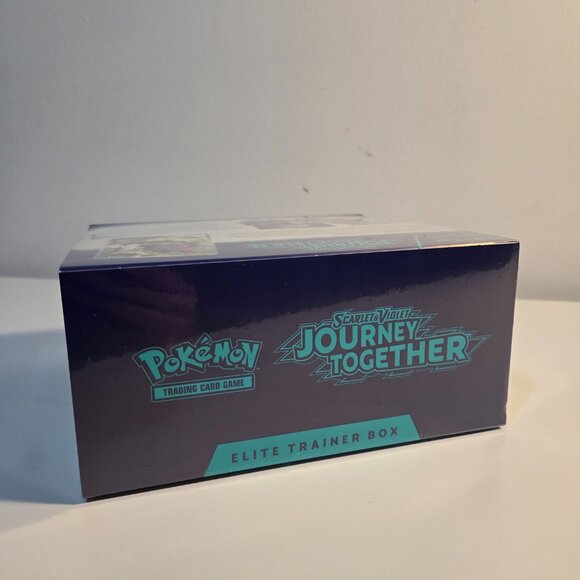 Pokémon
TRADING CARD GAME
SCARLET & VIOLET
JOURNEY
TOGETHER
ELITE TRAINER BOX